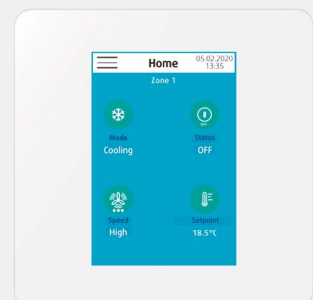 Home
05.02.2020
13:35
Zone 1
Mode
Status
Cooling
OFF
Speed
Setpoint
High
18.5°C